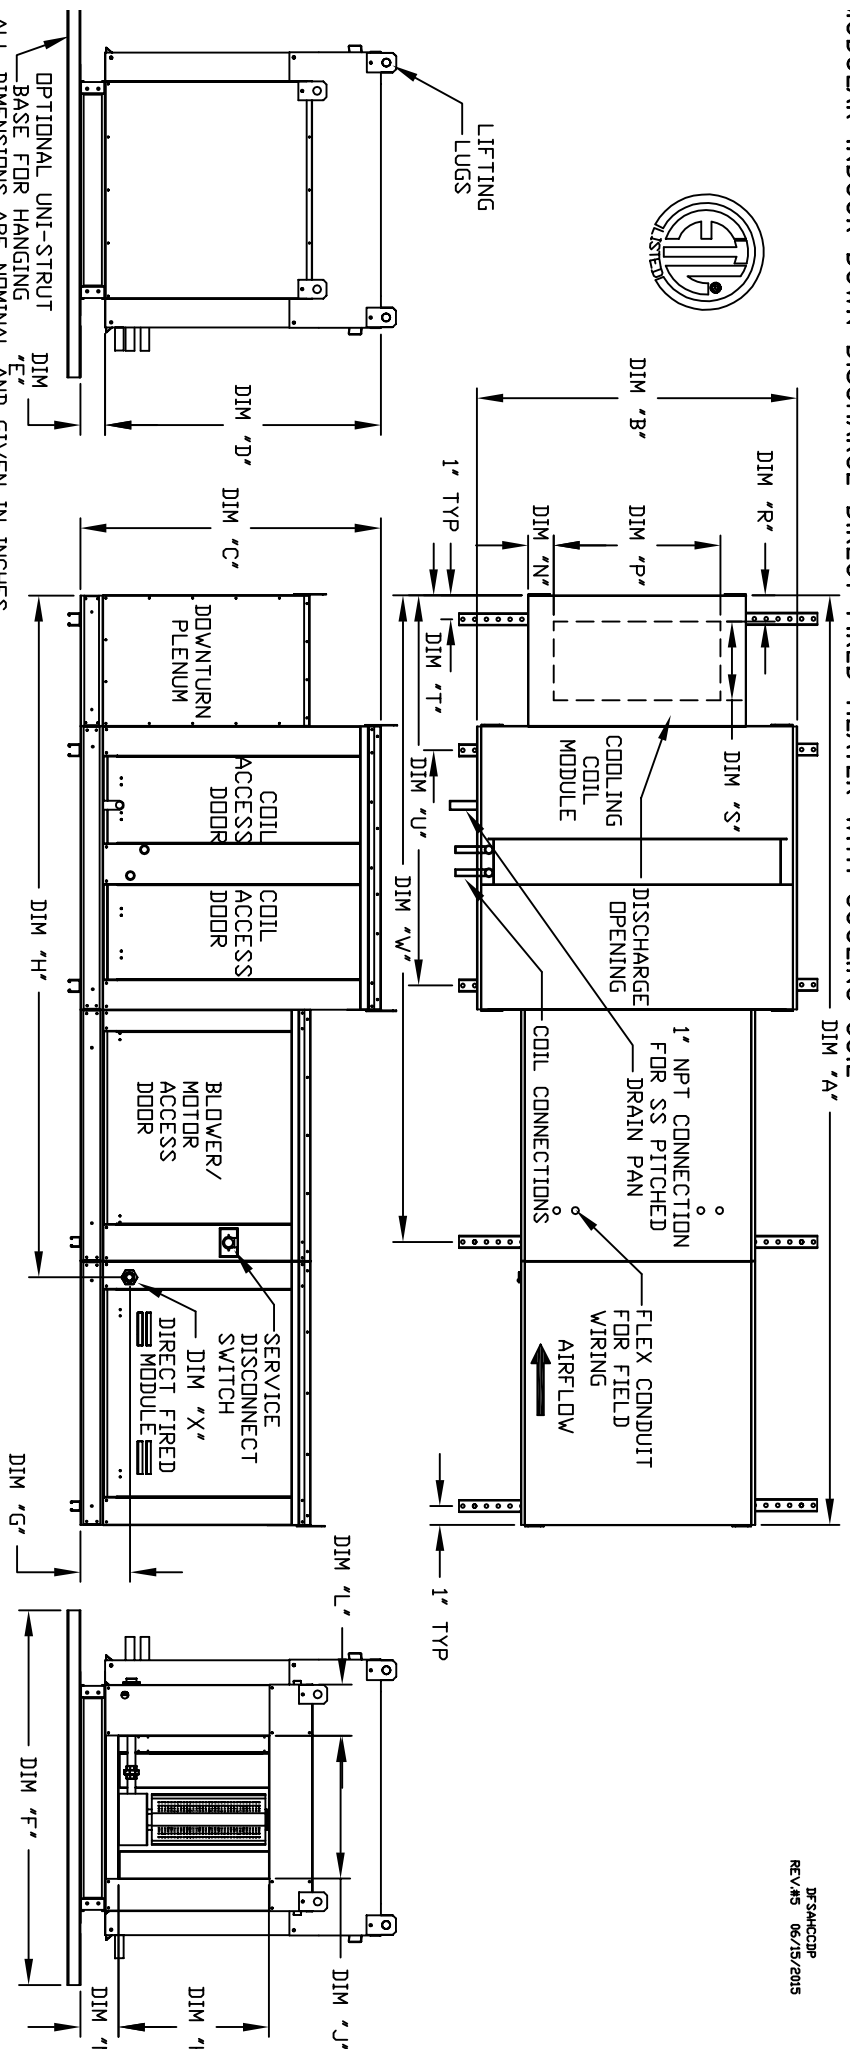 DFSAHCCDP
REV.#5 06/15/2015
LISTED
DIM "A"
DIM "B"
DIM "R"
1" TYP
DIM "N"
DIM "P"
DIM "S"
DIM "T"
DIM "U"
DIM "W"
COOLING
COIL
MODULE
DISCHARGE
OPENING
1" NPT CONNECTION
FOR SS PITCHED
DRAIN PAN
COIL CONNECTIONS
FLEX CONDUIT
FOR FIELD
WIRING
AIRFLOW
1" TYP
LIFTING
LUGS
DIM "D"
DIM "E"
OPTIONAL UNI-STRUT
BASE FOR HANGING
DIM "C"
DOWNTURN
PLENUM
COIL
ACCESS
DOOR
COIL
ACCESS
DOOR
BLOWER/
MOTOR
ACCESS
DOOR
SERVICE
DISCONNECT
SWITCH
DIM "X"
DIRECT FIRED
MODULE
DIM "H"
DIM "G"
DIM "L"
DIM "J"
DIM "F"
DIM
DIM